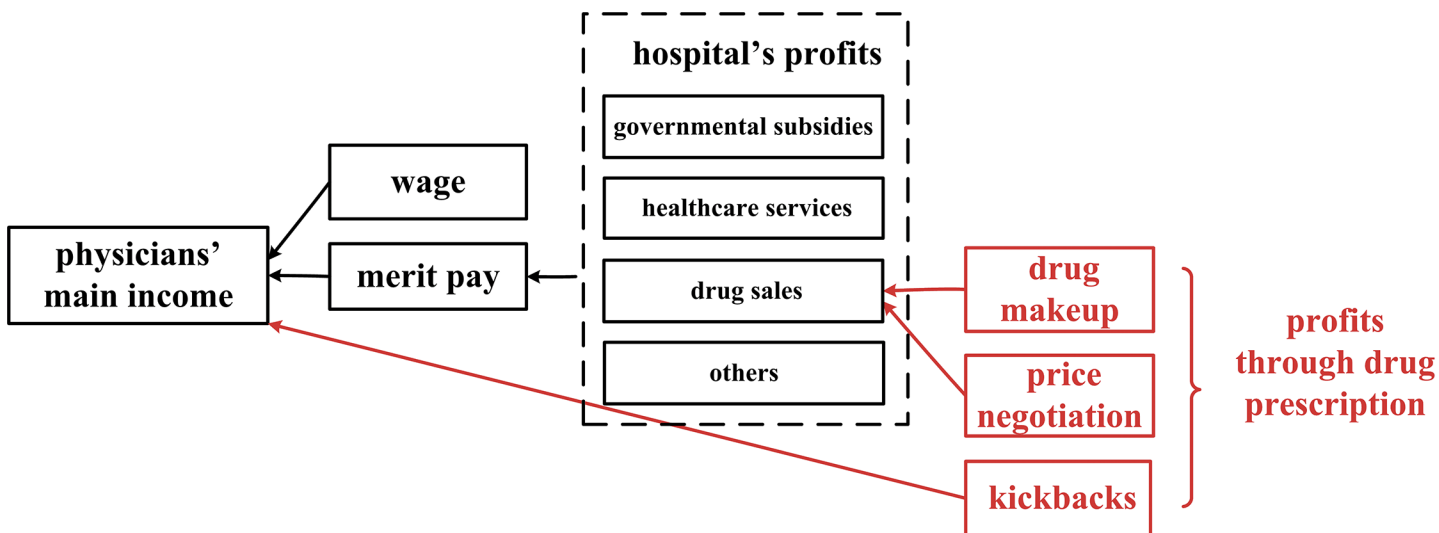 hospital’s profits
governmental subsidies
healthcare services
drug sales
others
wage
merit pay
physicians’
main income
drug
makeup
price
negotiation
kickbacks
profits
through drug
prescription